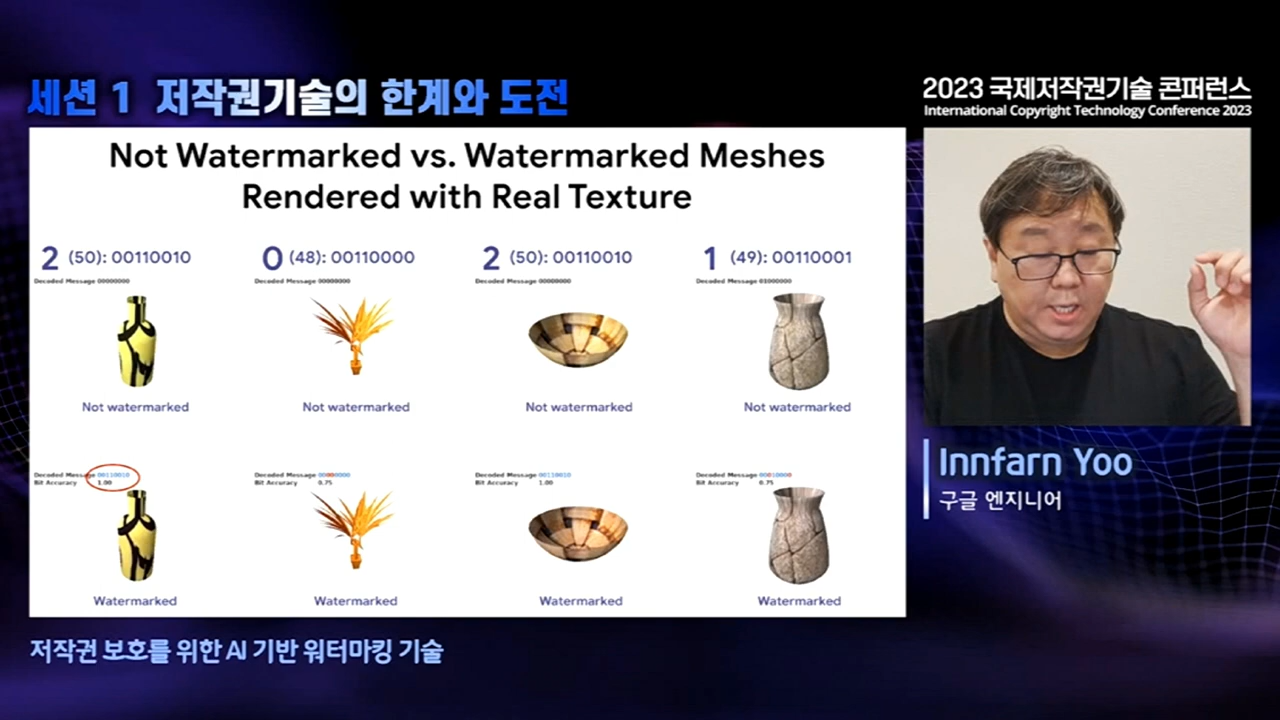 세션 1 저작권기술의 한계와 도전
2023 국제저작권기술 콘퍼런스
International Copyright Technology Conference 2023
Not Watermarked vs. Watermarked Meshes
Rendered with Real Texture
2 (50): 00110010
0 (48): 00110000
2 (50): 00110010
1 (49): 00110001
Decoded Message 00000000
Decoded Message 00000000
Decoded Message 00000000
Decoded Message 01000000
Not watermarked
Not watermarked
Not watermarked
Not watermarked
Decoded Message 00110010
Bit Accuracy 1.00
Decoded Message 00000000
Bit Accuracy 0.75
Decoded Message 00110010
Bit Accuracy 1.00
Decoded Message 00010000
Bit Accuracy 0.75
Watermarked
Watermarked
Watermarked
Watermarked
Innfarn Yoo
구글 엔지니어
저작권 보호를 위한 AI 기반 워터마킹 기술